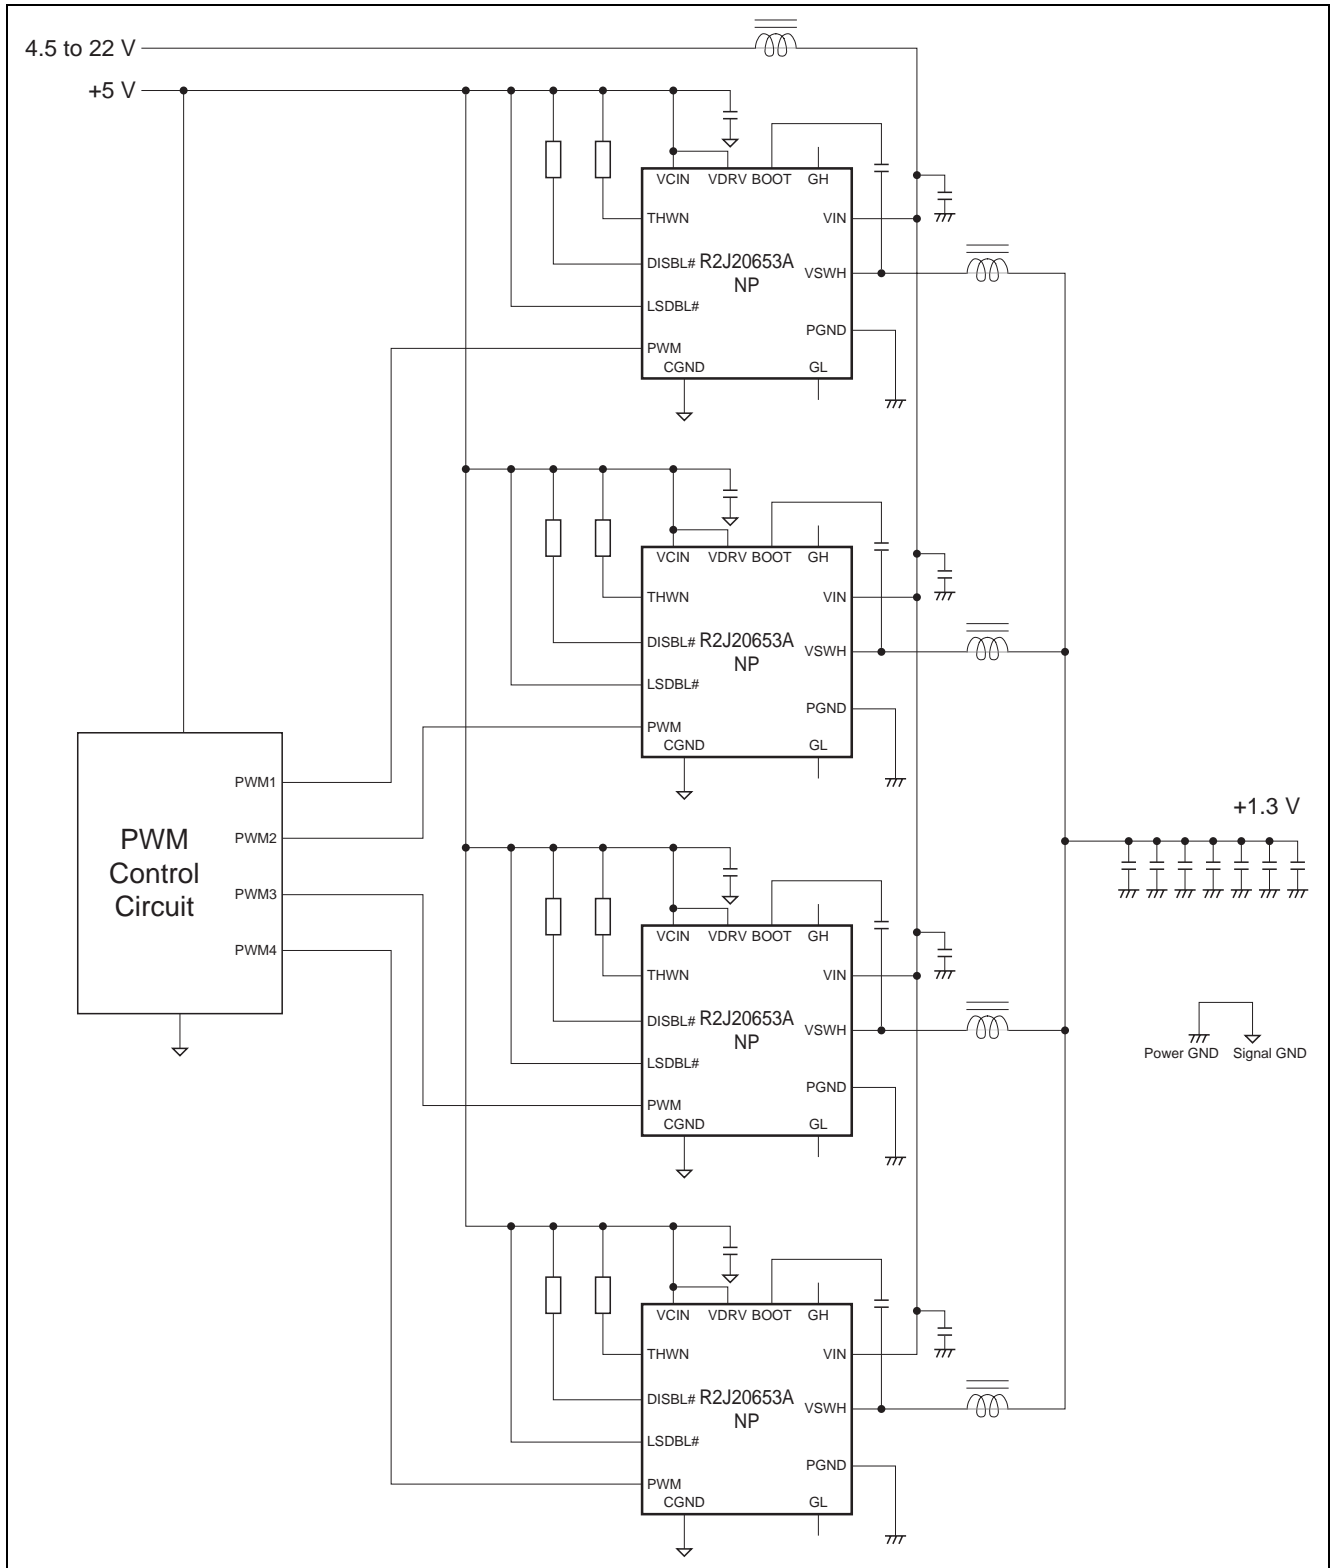 4.5 to 22 V
+5 V
VCIN VDRV BOOT GH
THWN VIN
DISBL# R2J20653A NP VSWH
LSDBL#
PGND
PWM
CGND GL
VCIN VDRV BOOT GH
THWN VIN
DISBL# R2J20653A NP VSWH
LSDBL#
PGND
PWM
CGND GL
PWM Control Circuit
PWM1
PWM2
PWM3
PWM4
+1.3 V
VCIN VDRV BOOT GH
THWN VIN
DISBL# R2J20653A NP VSWH
LSDBL#
PGND
PWM
CGND GL
Power GND Signal GND
VCIN VDRV BOOT GH
THWN VIN
DISBL# R2J20653A NP VSWH
LSDBL#
PGND
PWM
CGND GL